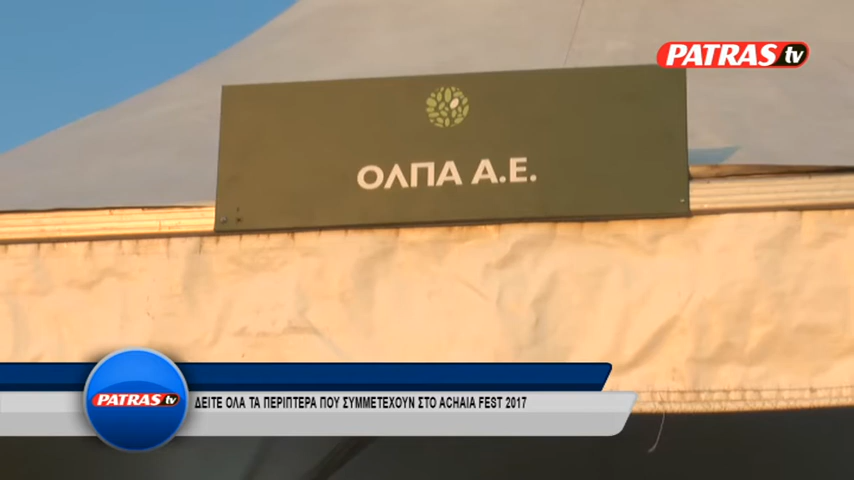 PATRAS tv
ΟΛΠΑ Α.Ε.
PATRAS tv
ΔΕΙΤΕ ΟΛΑ ΤΑ ΠΕΡΙΠΤΕΡΑ ΠΟΥ ΣΥΜΜΕΤΕΧΟΥΝ ΣΤΟ ACHAIA FEST 2017